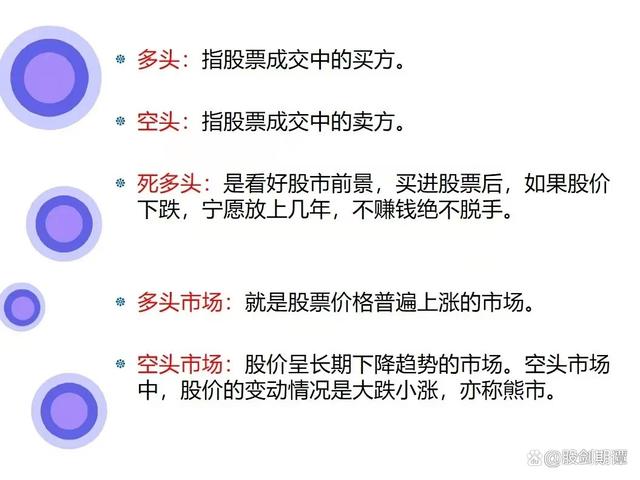 多头：指股票成交中的买方。
空头：指股票成交中的卖方。
死多头：是看好股市前景，买进股票后，如果股价
下跌，宁愿放上几年，不赚钱绝不脱手。
多头市场：就是股票价格普遍上涨的市场。
空头市场：股价呈长期下降趋势的市场。空头市场
中，股价的变动情况是大跌小涨，亦称熊市。
@股剑期谭